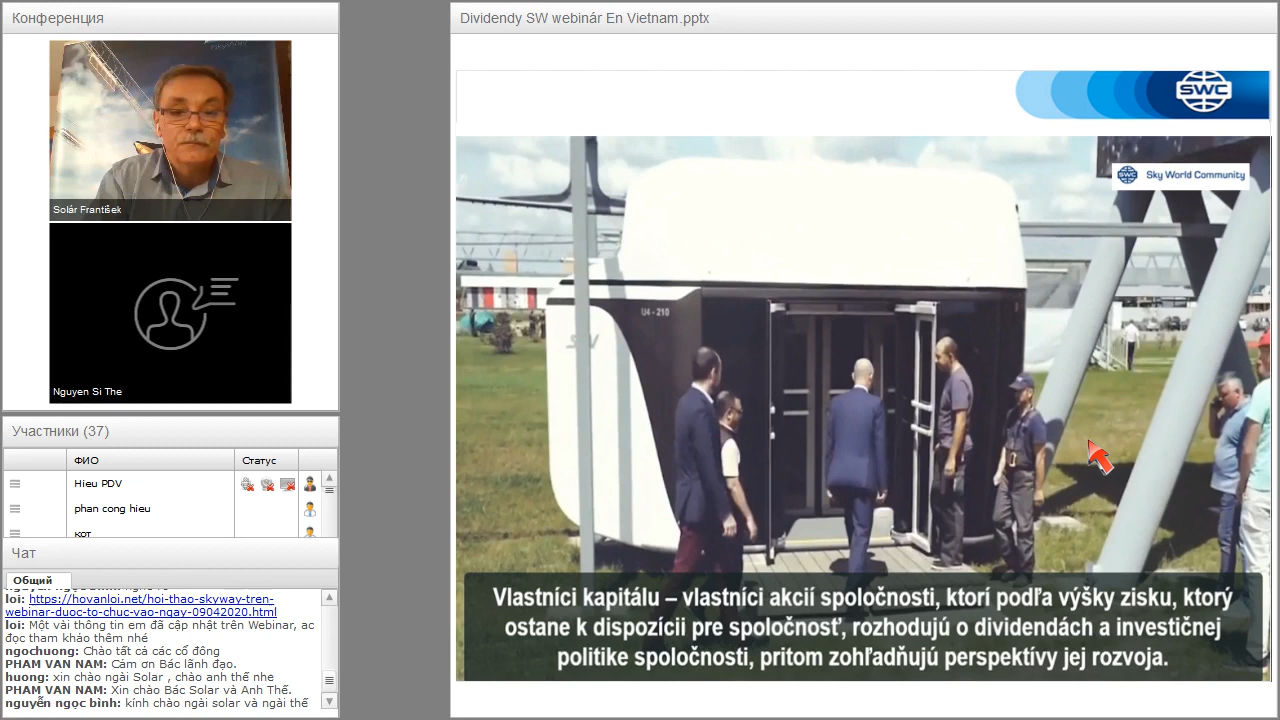 Конференция
Solár František
Nguyen Si The
Участники (37)
ФИО
Статус
Hieu PDV
phan cong hieu
кот
Чат
Общий
loi: https://hovanloi.net/hoi-thao-skyway-tren-
webinar-duoc-to-chuc-vao-ngay-09042020.html
loi: Một vài thông tin em đã cập nhật trên Webinar, ac
đọc tham khảo thêm nhé
ngochuong: Chào tất cả các cổ đông
PHAM VAN NAM: Cám ơn Bác lãnh đạo.
huong: xin chào ngài Solar , chào anh thế nhe
PHAM VAN NAM: Xin chào Bác Solar và Anh Thế.
nguyễn ngọc bình: kính chào ngài solar và ngài thế
Dividendy SW webinár En Vietnam.pptx
SWC
SWC Sky World Community
U4-210
Vlastníci kapitálu – vlastníci akcií spoločnosti, ktorí podľa výšky zisku, ktorý
ostane k dispozícii pre spoločnosť, rozhodujú o dividendách a investičnej
politike spoločnosti, pritom zohľadňujú perspektívy jej rozvoja.